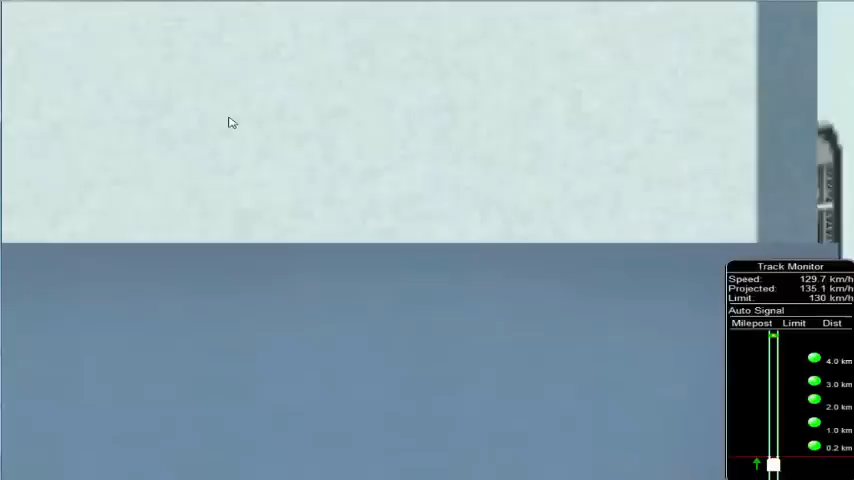 Track Monitor
Speed: 129.7 km/h
Projected: 135.1 km/h
Limit: 130 km/h
Auto Signal
Milepost Limit Dist
4.0 km
3.0 km
2.0 km
1.0 km
0.2 km